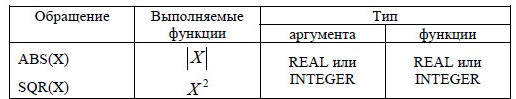 Обращение Выполняемые функции Тип
аргумента функции
ABS(X) |X| REAL или INTEGER REAL или INTEGER
SQR(X) X²